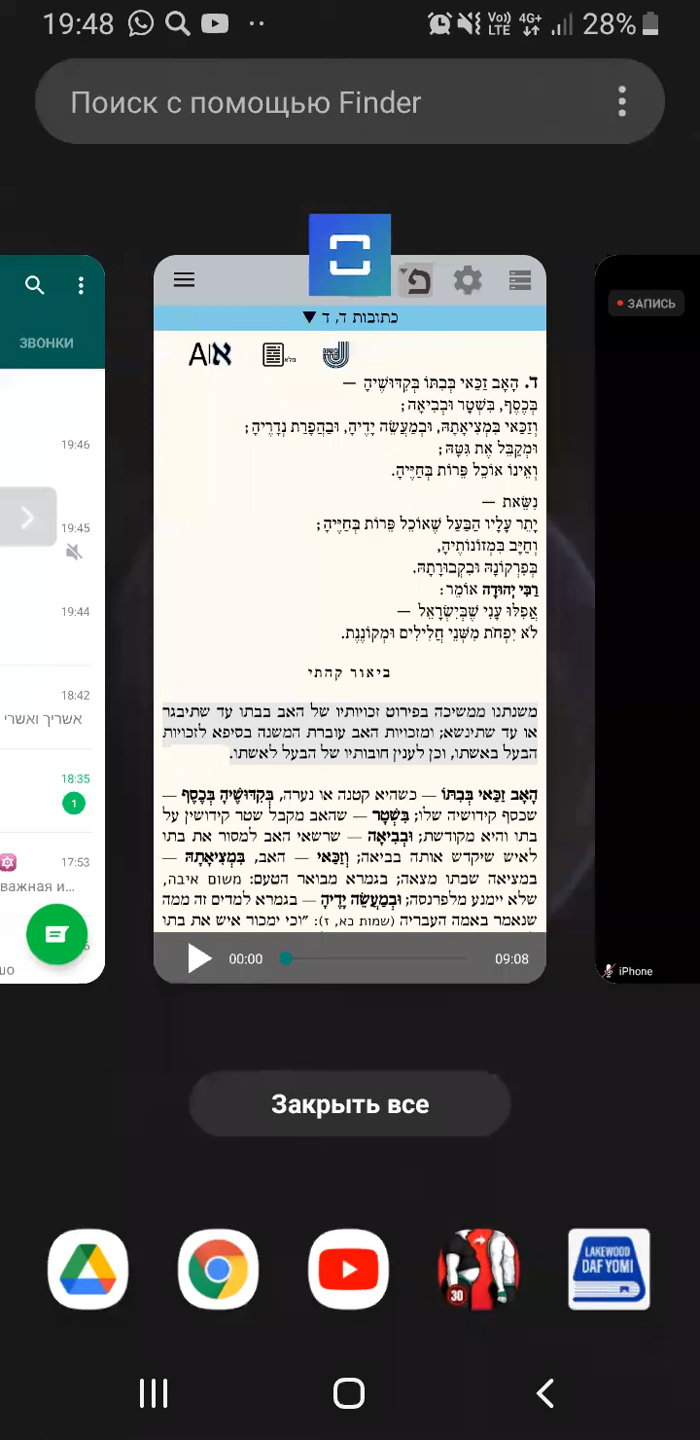 19:48
Vo)) LTE 4G+ 28%
Поиск с помощью Finder
ЗВОНКИ
19:46
19:45
19:44
18:42
אשריך ואשרי
18:35
1
17:53
важная и…
פ
כתובות ד, ד ▼
A|א
ד. הָאָב זַכַּאי בְּבִתּוֹ בְּקִדּוּשֶׁיהָ —
בְּכֶסֶף, בִּשְׁטָר וּבְבִיאָה;
וְזַכַּאי בִּמְצִיאָתָהּ, וּבְמַעֲשֵׂה יָדֶיהָ, וּבַהֲפָרַת נְדָרֶיהָ;
וּמְקַבֵּל אֶת גִּטָּהּ;
וְאֵינוֹ אוֹכֵל פֵּרוֹת בְּחַיֶּיהָ.
נִשֵּׂאת —
יָתֵר עָלָיו הַבַּעַל שֶׁאוֹכֵל פֵּרוֹת בְּחַיֶּיהָ;
וְחַיָּב בִּמְזוֹנוֹתֶיהָ,
בְּפִרְקוֹנָהּ וּבִקְבוּרָתָהּ.
רַבִּי יְהוּדָה אוֹמֵר:
אֲפִלּוּ עָנִי שֶׁבְּיִשְׂרָאֵל —
לֹא יִפְחֹת מִשְּׁנֵי חֲלִילִים וּמְקוֹנֶנֶת.
ביאור קהתי
משנתנו ממשיכה בפירוט זכויותיו של האב בבתו עד שתיבגר
או עד שתינשא; ומזכויות האב עוברת המשנה בסיפא לזכויות
הבעל באשתו, וכן לענין חובותיו של הבעל לאשתו.
הָאָב זַכַּאי בְּבִתּוֹ — כשהיא קטנה או נערה, בְּקִדּוּשֶׁיהָ בְּכֶסֶף —
שכסף קידושיה שלו; בִּשְׁטָר — שהאב מקבל שטר קידושין על
בתו והיא מקודשת; וּבְבִיאָה — שרשאי האב למסור את בתו
לאיש שיקדש אותה בביאה; וְזַכַּאי — האב, בִּמְצִיאָתָהּ —
במציאה שבתו מצאה; בגמרא מבואר הטעם: משום איבה,
שלא יימנע מלפרנסה; וּבְמַעֲשֵׂה יָדֶיהָ — בגמרא למדים זה ממה
שנאמר באמה העבריה (שמות כא, ז): "וכי ימכור איש את בתו
00:00 09:08
ЗАПИСЬ
iPhone
Закрыть все
30
LAKEWOOD
DAF YOMI